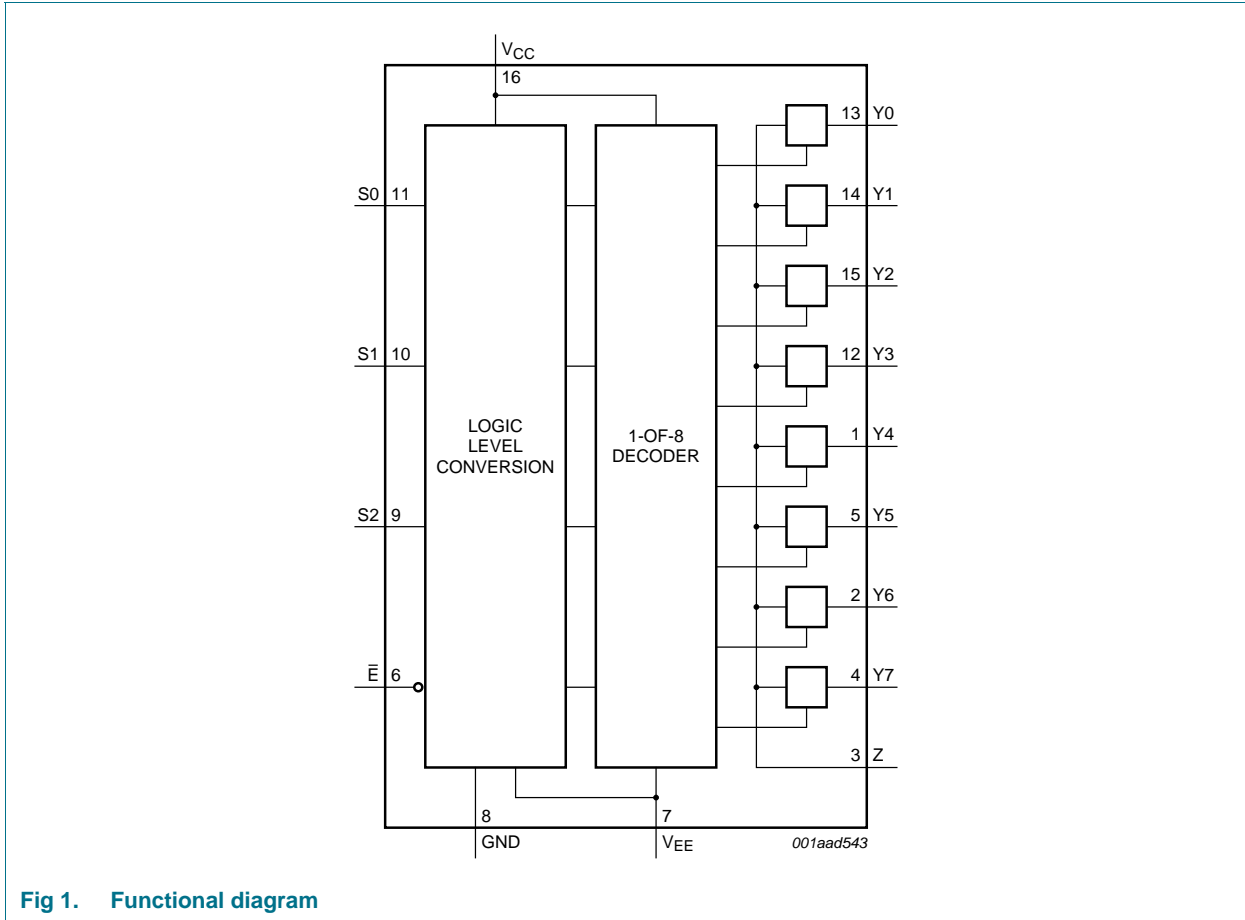 VCC
16
13 Y0
S0 11
14 Y1
15 Y2
S1 10
12 Y3
LOGIC
LEVEL
CONVERSION
1-OF-8
DECODER
1 Y4
S2 9
5 Y5
2 Y6
E̅ 6
4 Y7
3 Z
8
GND
7
VEE
001aad543
Fig 1. Functional diagram